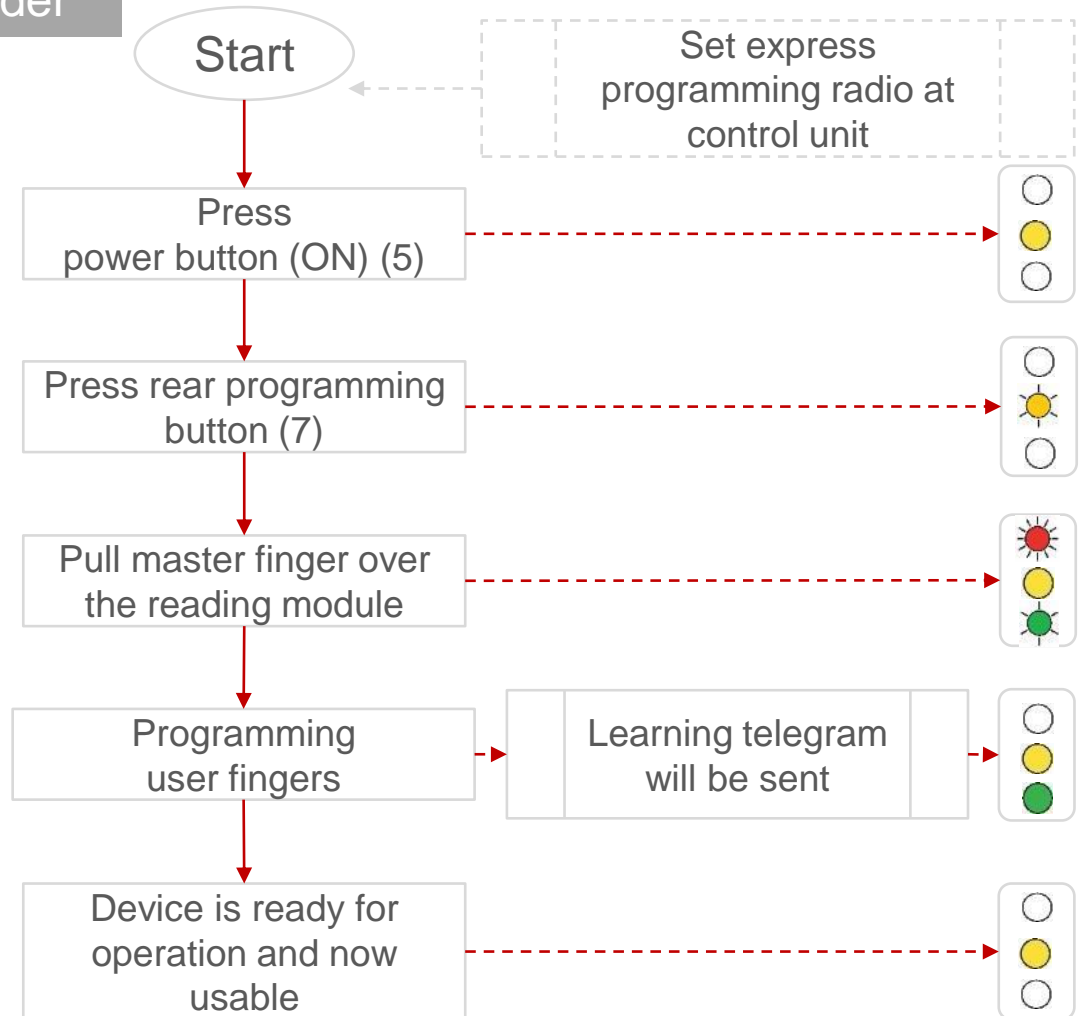 Start
Set express
programming radio at
control unit
Press
power button (ON) (5)
Press rear programming
button (7)
Pull master finger over
the reading module
Programming
user fingers
Learning telegram
will be sent
Device is ready for
operation and now
usable